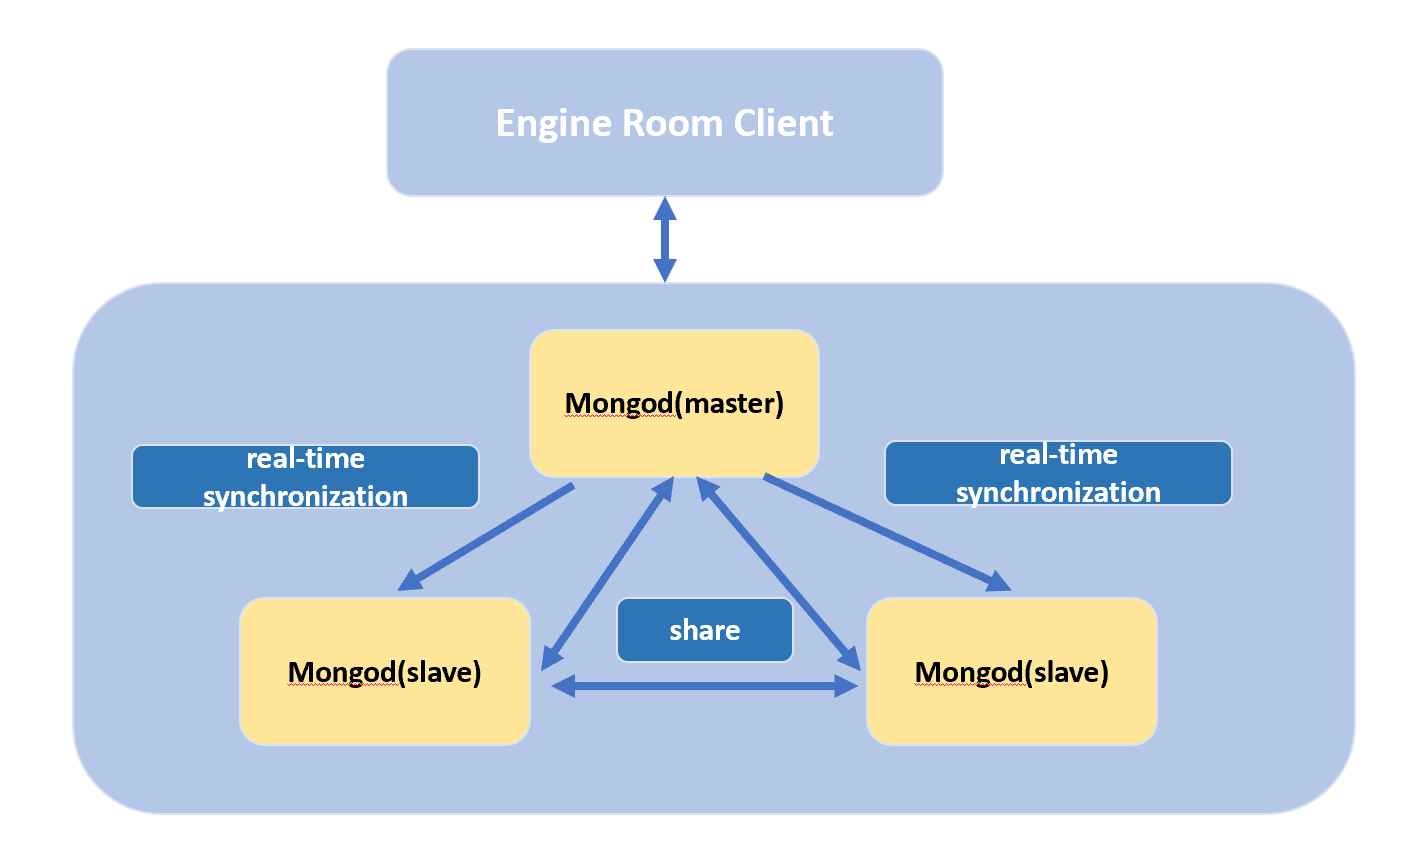 Engine Room Client
Mongod(master)
real-time
synchronization
real-time
synchronization
share
Mongod(slave)
Mongod(slave)